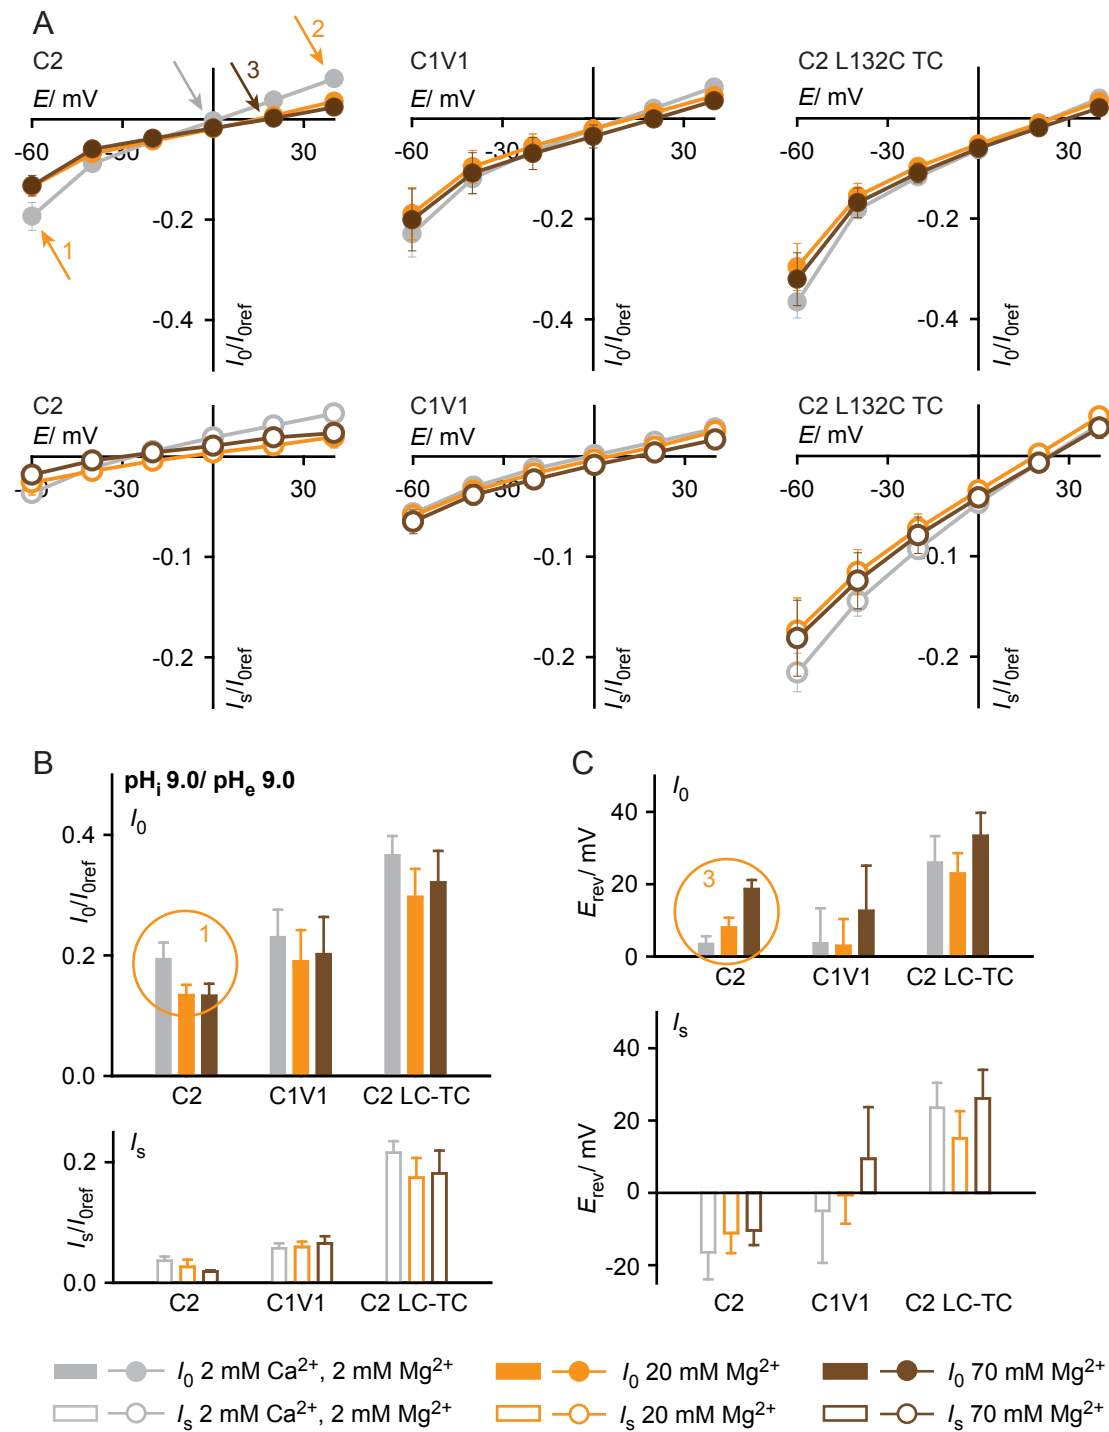 A
C2
E/ mV
-60
-30
30
-0.2
-0.4
I0/I0ref
1
2
3
C1V1
E/ mV
-60
-30
30
-0.2
-0.4
I0/I0ref
C2 L132C TC
E/ mV
-60
-30
30
-0.2
-0.4
I0/I0ref
C2
E/ mV
-60
-30
30
-0.1
-0.2
Is/I0ref
C1V1
E/ mV
-60
-30
30
-0.1
-0.2
Is/I0ref
C2 L132C TC
E/ mV
-60
-30
30
-0.1
-0.2
Is/I0ref
B
pHi 9.0/ pHe 9.0
I0
I0/I0ref
0.4
0.2
0.0
1
C2
C1V1
C2 LC-TC
Is
Is/I0ref
0.2
0.0
C2
C1V1
C2 LC-TC
C
I0
Erev/ mV
40
20
0
3
C2
C1V1
C2 LC-TC
Is
Erev/ mV
40
20
0
-20
C2
C1V1
C2 LC-TC
I0 2 mM Ca²⁺, 2 mM Mg²⁺
I0 20 mM Mg²⁺
I0 70 mM Mg²⁺
Is 2 mM Ca²⁺, 2 mM Mg²⁺
Is 20 mM Mg²⁺
Is 70 mM Mg²⁺